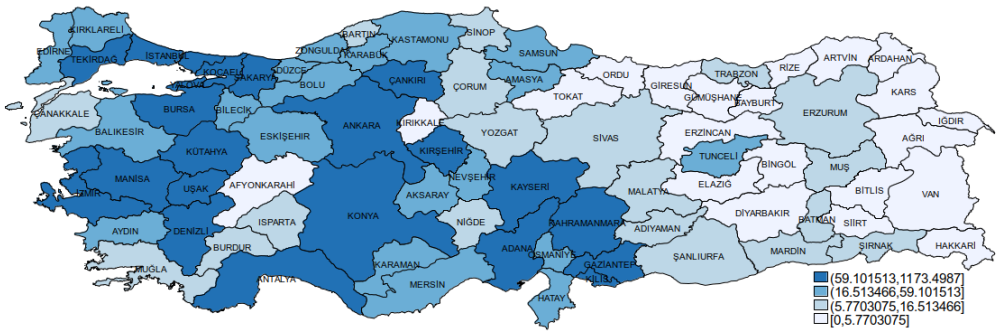 KIRKLARELİ
EDİRNE
TEKİRDAĞ
İSTANBUL
KOCAELİ
YALOVA
SAKARYA
DÜZCE
ZONGULDA
BARTIN
KARABÜK
KASTAMONU
SİNOP
SAMSUN
ÇANKIRI
BOLU
AMASYA
ORDU
TOKAT
GİRESUN
TRABZON
GÜMÜŞHANE
BAYBURT
RİZE
ARTVİN
ARDAHAN
KARS
IĞDIR
ÇANAKKALE
BALIKESİR
BURSA
BİLECİK
ESKİŞEHİR
ANKARA
KIRIKKALE
ÇORUM
YOZGAT
SİVAS
ERZİNCAN
ERZURUM
AĞRI
KÜTAHYA
KIRŞEHİR
NEVŞEHİR
KAYSERİ
TUNCELİ
BİNGÖL
MUŞ
BİTLİS
VAN
İZMİR
MANİSA
UŞAK
AFYONKARAHİ
AKSARAY
MALATYA
ELAZIĞ
AYDIN
DENİZLİ
ISPARTA
KONYA
NİĞDE
KAHRAMANMARA
ADIYAMAN
DİYARBAKIR
BATMAN
SİİRT
MUĞLA
BURDUR
ANTALYA
KARAMAN
MERSİN
ADANA
OSMANİYE
GAZİANTEP
KİLİS
HATAY
ŞANLIURFA
MARDİN
ŞIRNAK
HAKKARİ
(59.101513,1173.4987]
(16.513466,59.101513]
(5.7703075,16.513466]
[0,5.7703075]